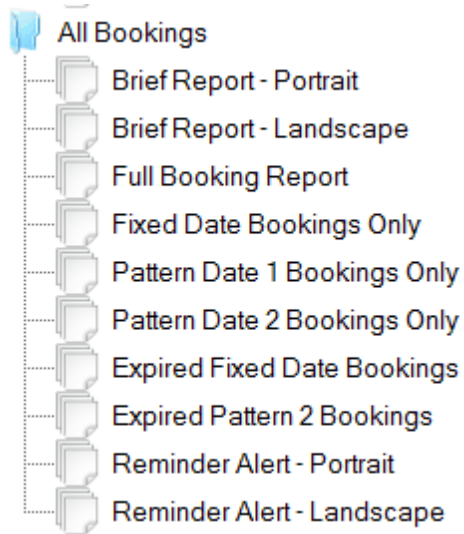 All Bookings
Brief Report - Portrait
Brief Report - Landscape
Full Booking Report
Fixed Date Bookings Only
Pattern Date 1 Bookings Only
Pattern Date 2 Bookings Only
Expired Fixed Date Bookings
Expired Pattern 2 Bookings
Reminder Alert - Portrait
Reminder Alert - Landscape